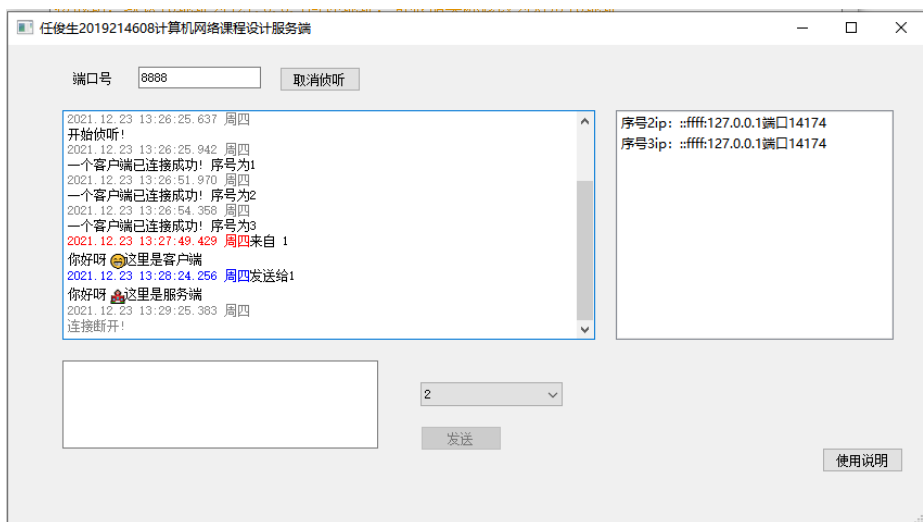 任俊生2019214608计算机网络课程设计服务端
端口号 8888 取消侦听
2021.12.23 13:26:25.637 周四
开始侦听!
2021.12.23 13:26:25.942 周四
一个客户端已连接成功! 序号为1
2021.12.23 13:26:51.970 周四
一个客户端已连接成功! 序号为2
2021.12.23 13:26:54.358 周四
一个客户端已连接成功! 序号为3
2021.12.23 13:27:49.429 周四来自 1
你好呀 😁这里是客户端
2021.12.23 13:28:24.256 周四发送给1
你好呀 这里是服务端
2021.12.23 13:29:25.383 周四
连接断开!
序号2ip: ::ffff:127.0.0.1端口14174
序号3ip: ::ffff:127.0.0.1端口14174
2
发送
使用说明